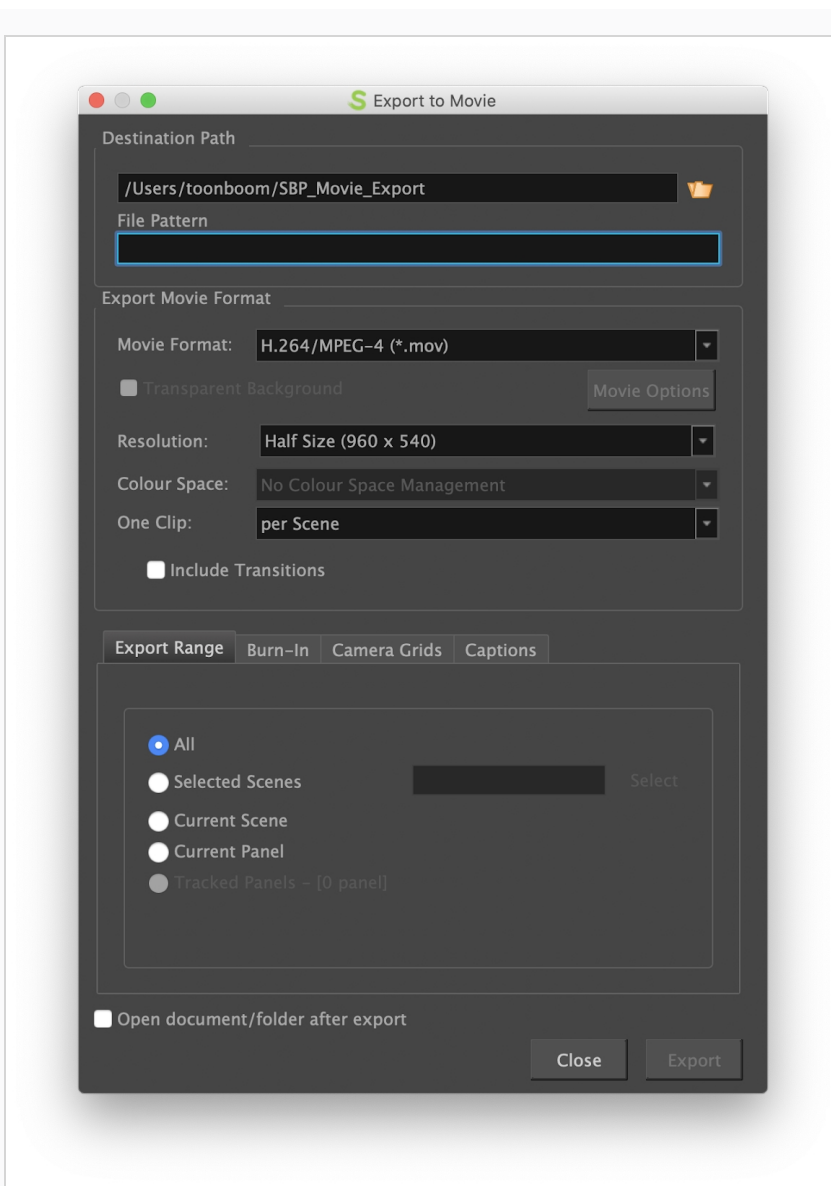 Export to Movie
Destination Path
/Users/toonboom/SBP_Movie_Export
File Pattern
Export Movie Format
Movie Format: H.264/MPEG-4 (*.mov)
Transparent Background Movie Options
Resolution: Half Size (960 x 540)
Colour Space: No Colour Space Management
One Clip: per Scene
Include Transitions
Export Range Burn-In Camera Grids Captions
All
Selected Scenes Select
Current Scene
Current Panel
Tracked Panels - [0 panel]
Open document/folder after export
Close Export